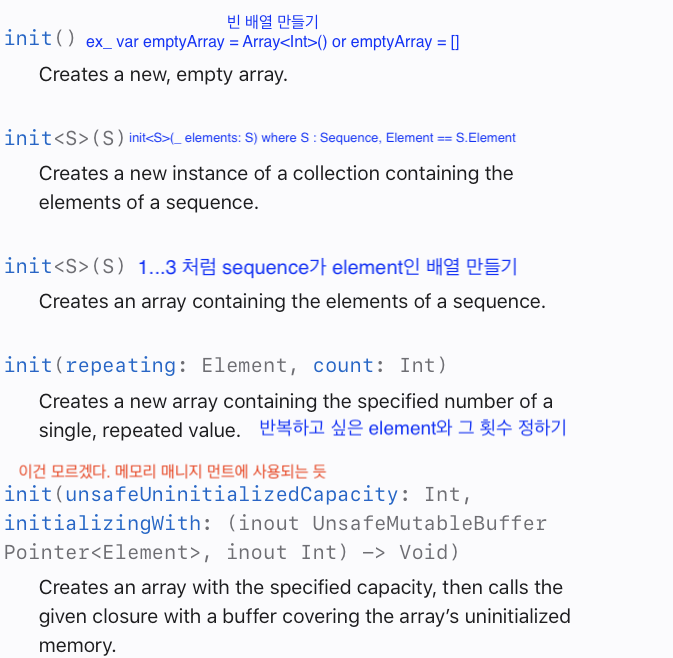 빈 배열 만들기
init() ex_ var emptyArray = Array<Int>() or emptyArray = []
Creates a new, empty array.
init<S>(S) init<S>(_ elements: S) where S : Sequence, Element == S.Element
Creates a new instance of a collection containing the
elements of a sequence.
init<S>(S) 1...3 처럼 sequence가 element인 배열 만들기
Creates an array containing the elements of a sequence.
init(repeating: Element, count: Int)
Creates a new array containing the specified number of a
single, repeated value. 반복하고 싶은 element와 그 횟수 정하기
이건 모르겠다. 메모리 매니지 먼트에 사용되는 듯
init(unsafeUninitializedCapacity: Int,
initializingWith: (inout UnsafeMutableBuffer
Pointer<Element>, inout Int) -> Void)
Creates an array with the specified capacity, then calls the
given closure with a buffer covering the array’s uninitialized
memory.